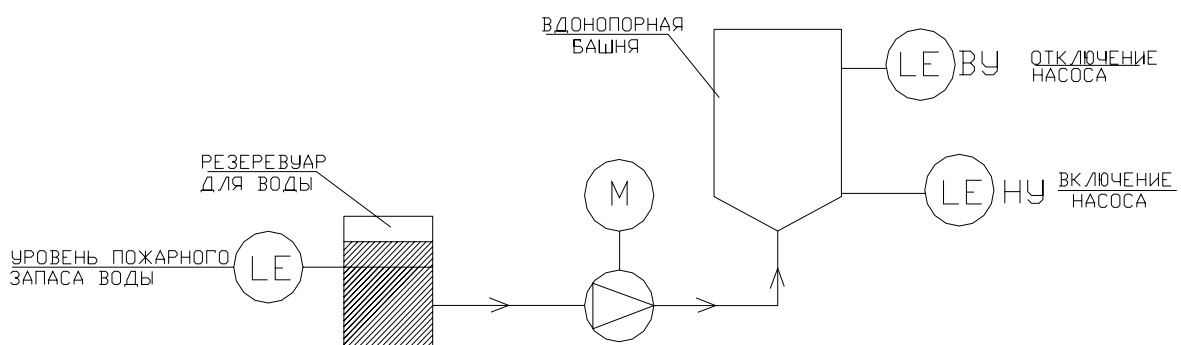 ВДОНОПОРНАЯ
БАШНЯ
LE ВУ
ОТКЛЮЧЕНИЕ
НАСОСА
РЕЗЕРЕВУАР
ДЛЯ ВОДЫ
M
LE НУ
ВКЛЮЧЕНИЕ
НАСОСА
УРОВЕНЬ ПОЖАРНОГО
ЗАПАСА ВОДЫ
LE